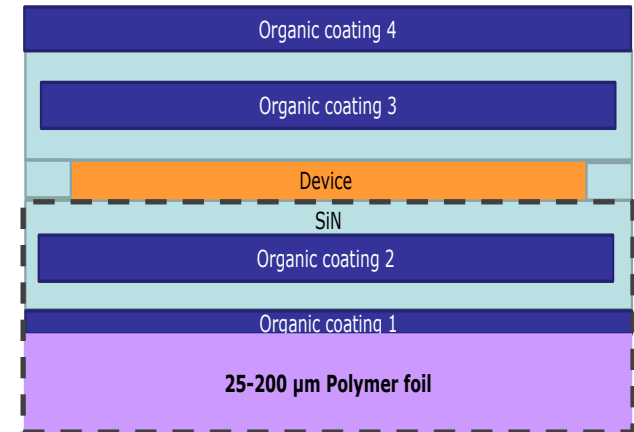 Organic coating 4
Organic coating 3
Device
SiN
Organic coating 2
Organic coating 1
25-200 µm Polymer foil